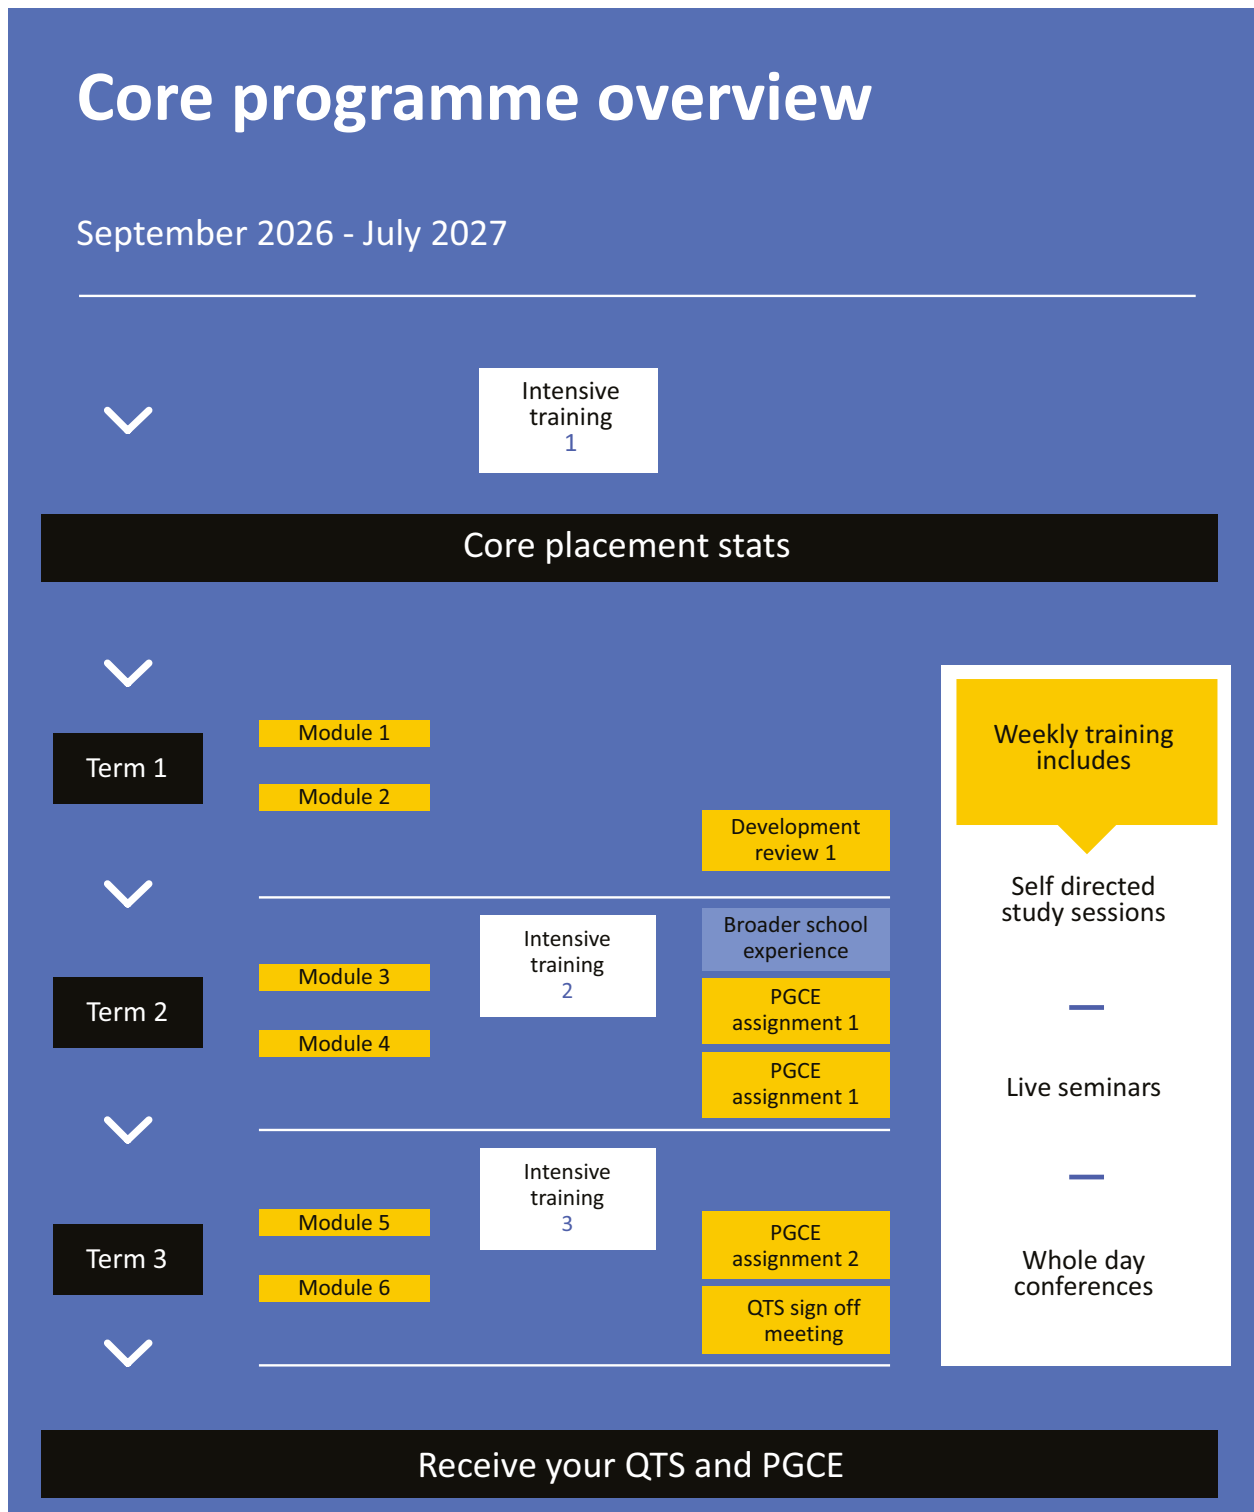 Core programme overview
September 2026 - July 2027
Intensive
training
1
Core placement stats
Term 1
Module 1
Module 2
Development
review 1
Term 2
Module 3
Module 4
Intensive
training
2
Broader school
experience
PGCE
assignment 1
PGCE
assignment 1
Term 3
Module 5
Module 6
Intensive
training
3
PGCE
assignment 2
QTS sign off
meeting
Weekly training
includes
Self directed
study sessions
Live seminars
Whole day
conferences
Receive your QTS and PGCE